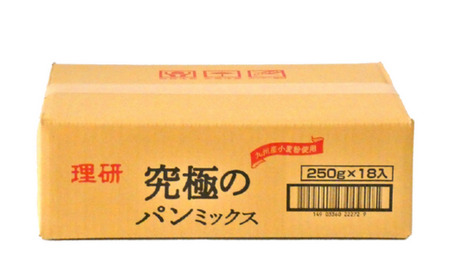 理研
究極の
パンミックス
九州産小麦粉使用
250g×18入